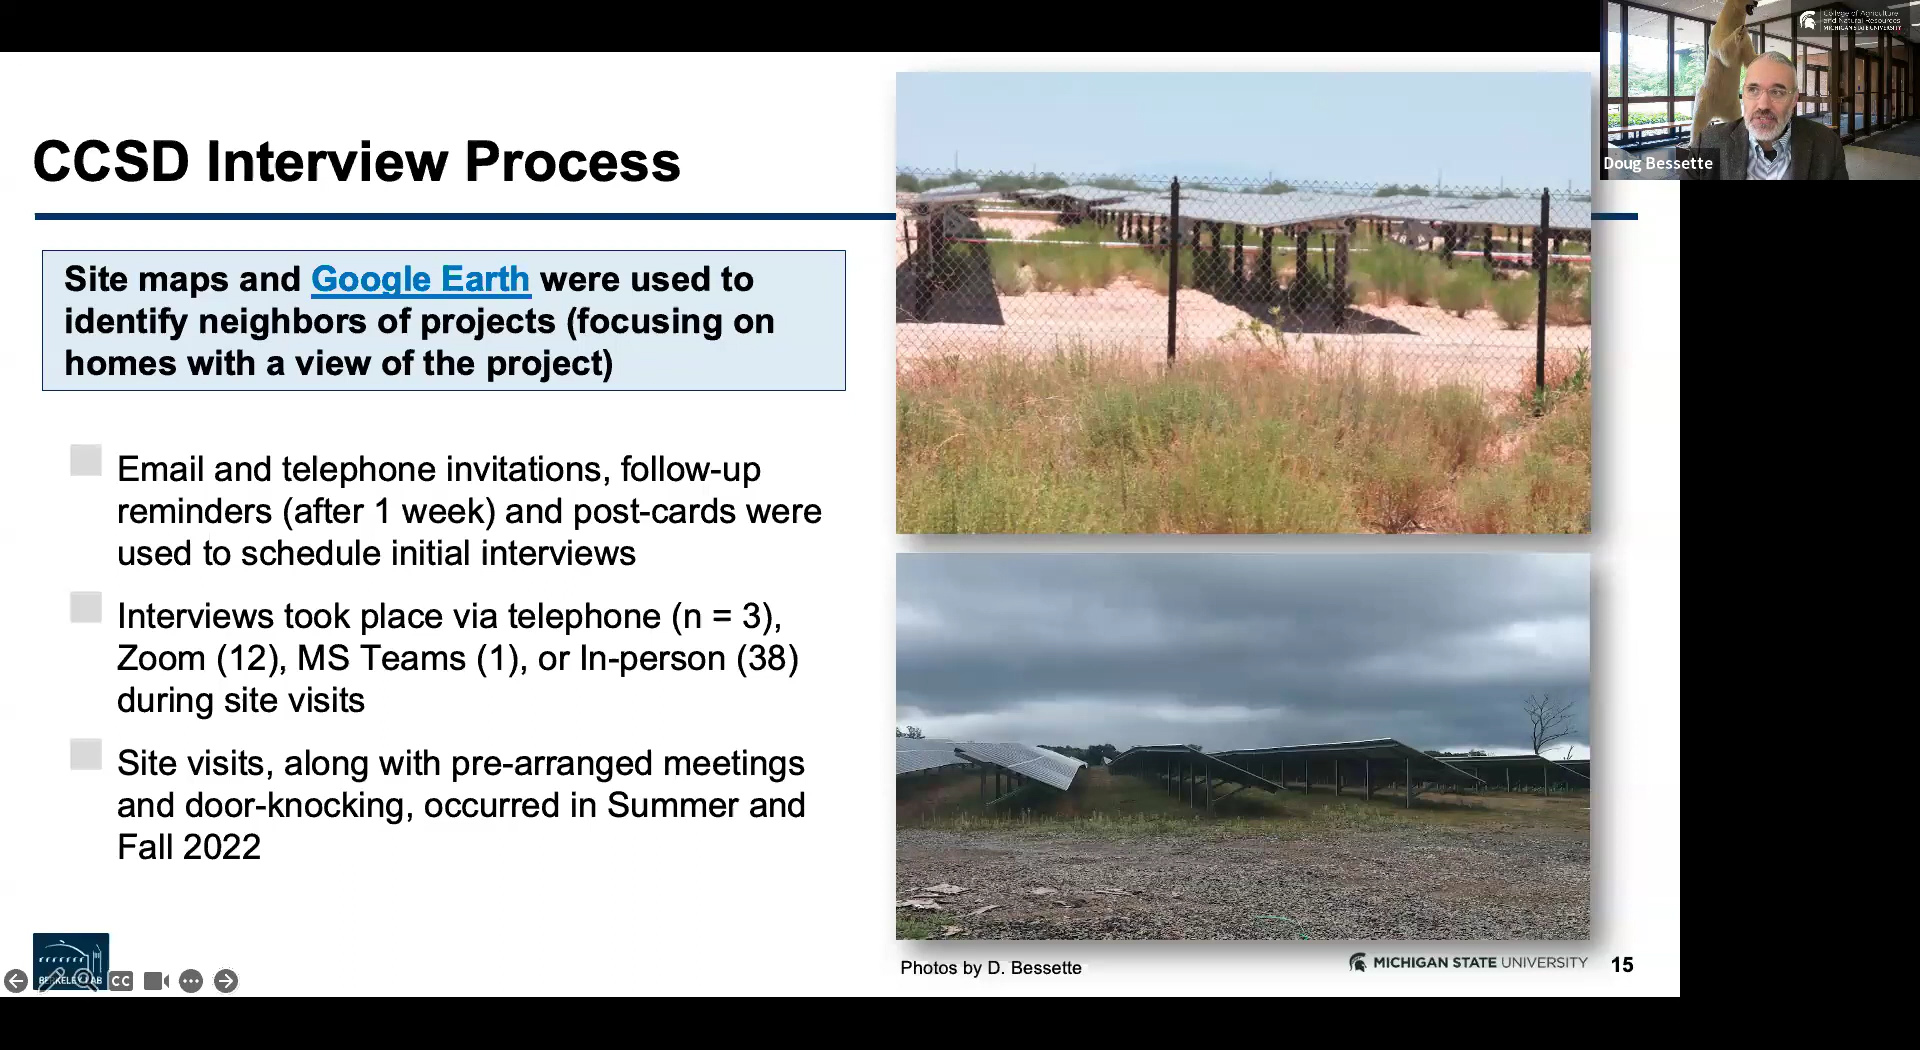 College of Agriculture
and Natural Resources
MICHIGAN STATE UNIVERSITY
Doug Bessette
CCSD Interview Process
Site maps and Google Earth were used to
identify neighbors of projects (focusing on
homes with a view of the project)
Email and telephone invitations, follow-up
reminders (after 1 week) and post-cards were
used to schedule initial interviews
Interviews took place via telephone (n = 3),
Zoom (12), MS Teams (1), or In-person (38)
during site visits
Site visits, along with pre-arranged meetings
and door-knocking, occurred in Summer and
Fall 2022
BERKELEY LAB
CC
Photos by D. Bessette
MICHIGAN STATE UNIVERSITY
15